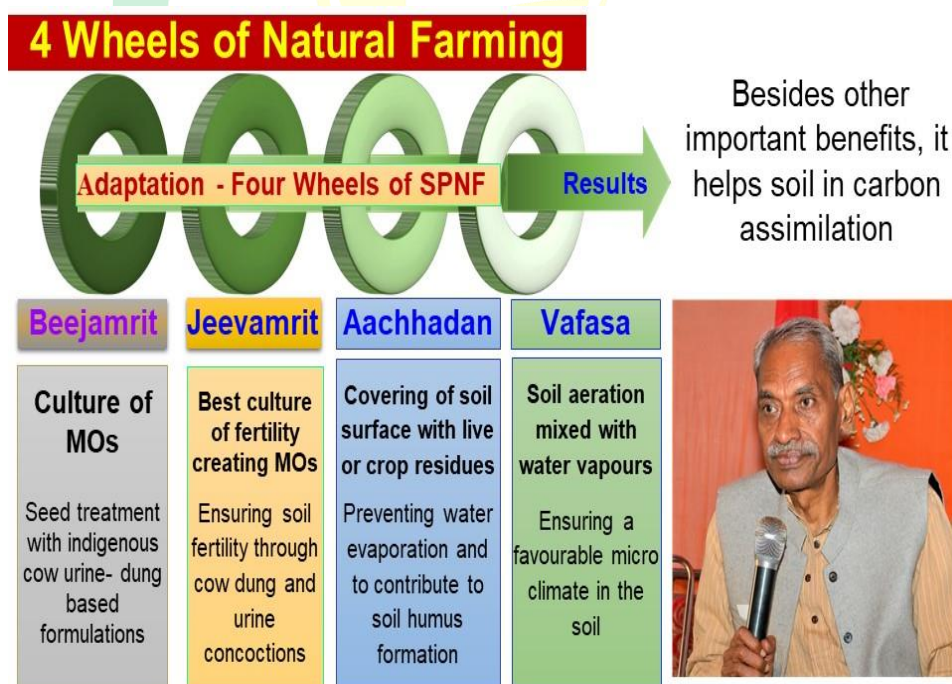 4 Wheels of Natural Farming
Adaptation - Four Wheels of SPNF
Results
Besides other
important benefits, it
helps soil in carbon
assimilation
Beejamrit
Culture of
MOs
Seed treatment
with indigenous
cow urine- dung
based
formulations
Jeevamrit
Best culture
of fertility
creating MOs
Ensuring soil
fertility through
cow dung and
urine
concoctions
Aachhadan
Covering of soil
surface with live
or crop residues
Preventing water
evaporation and
to contribute to
soil humus
formation
Vafasa
Soil aeration
mixed with
water vapours
Ensuring a
favourable micro
climate in the
soil